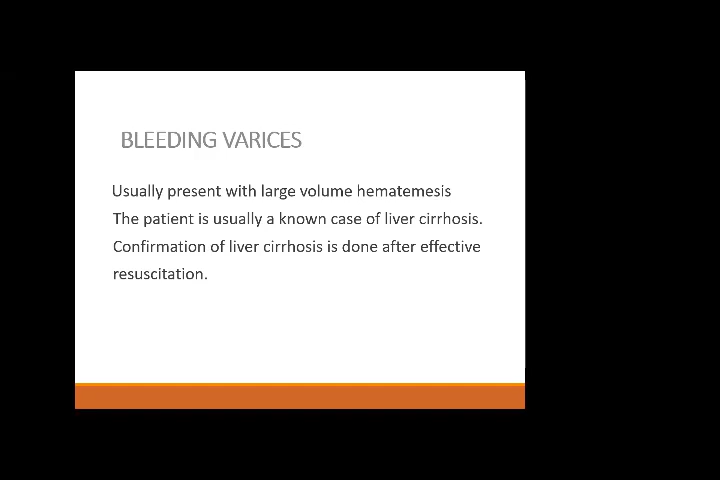 BLEEDING VARICES
Usually present with large volume hematemesis
The patient is usually a known case of liver cirrhosis.
Confirmation of liver cirrhosis is done after effective
resuscitation.